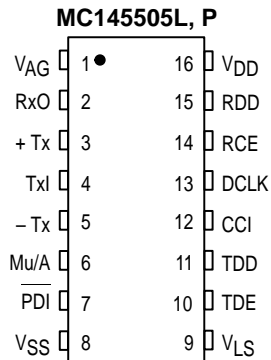 MC145505L, P
VAG 1 16 VDD
RxO 2 15 RDD
+ Tx 3 14 RCE
TxI 4 13 DCLK
– Tx 5 12 CCI
Mu/A 6 11 TDD
PDI 7 10 TDE
VSS 8 9 VLS